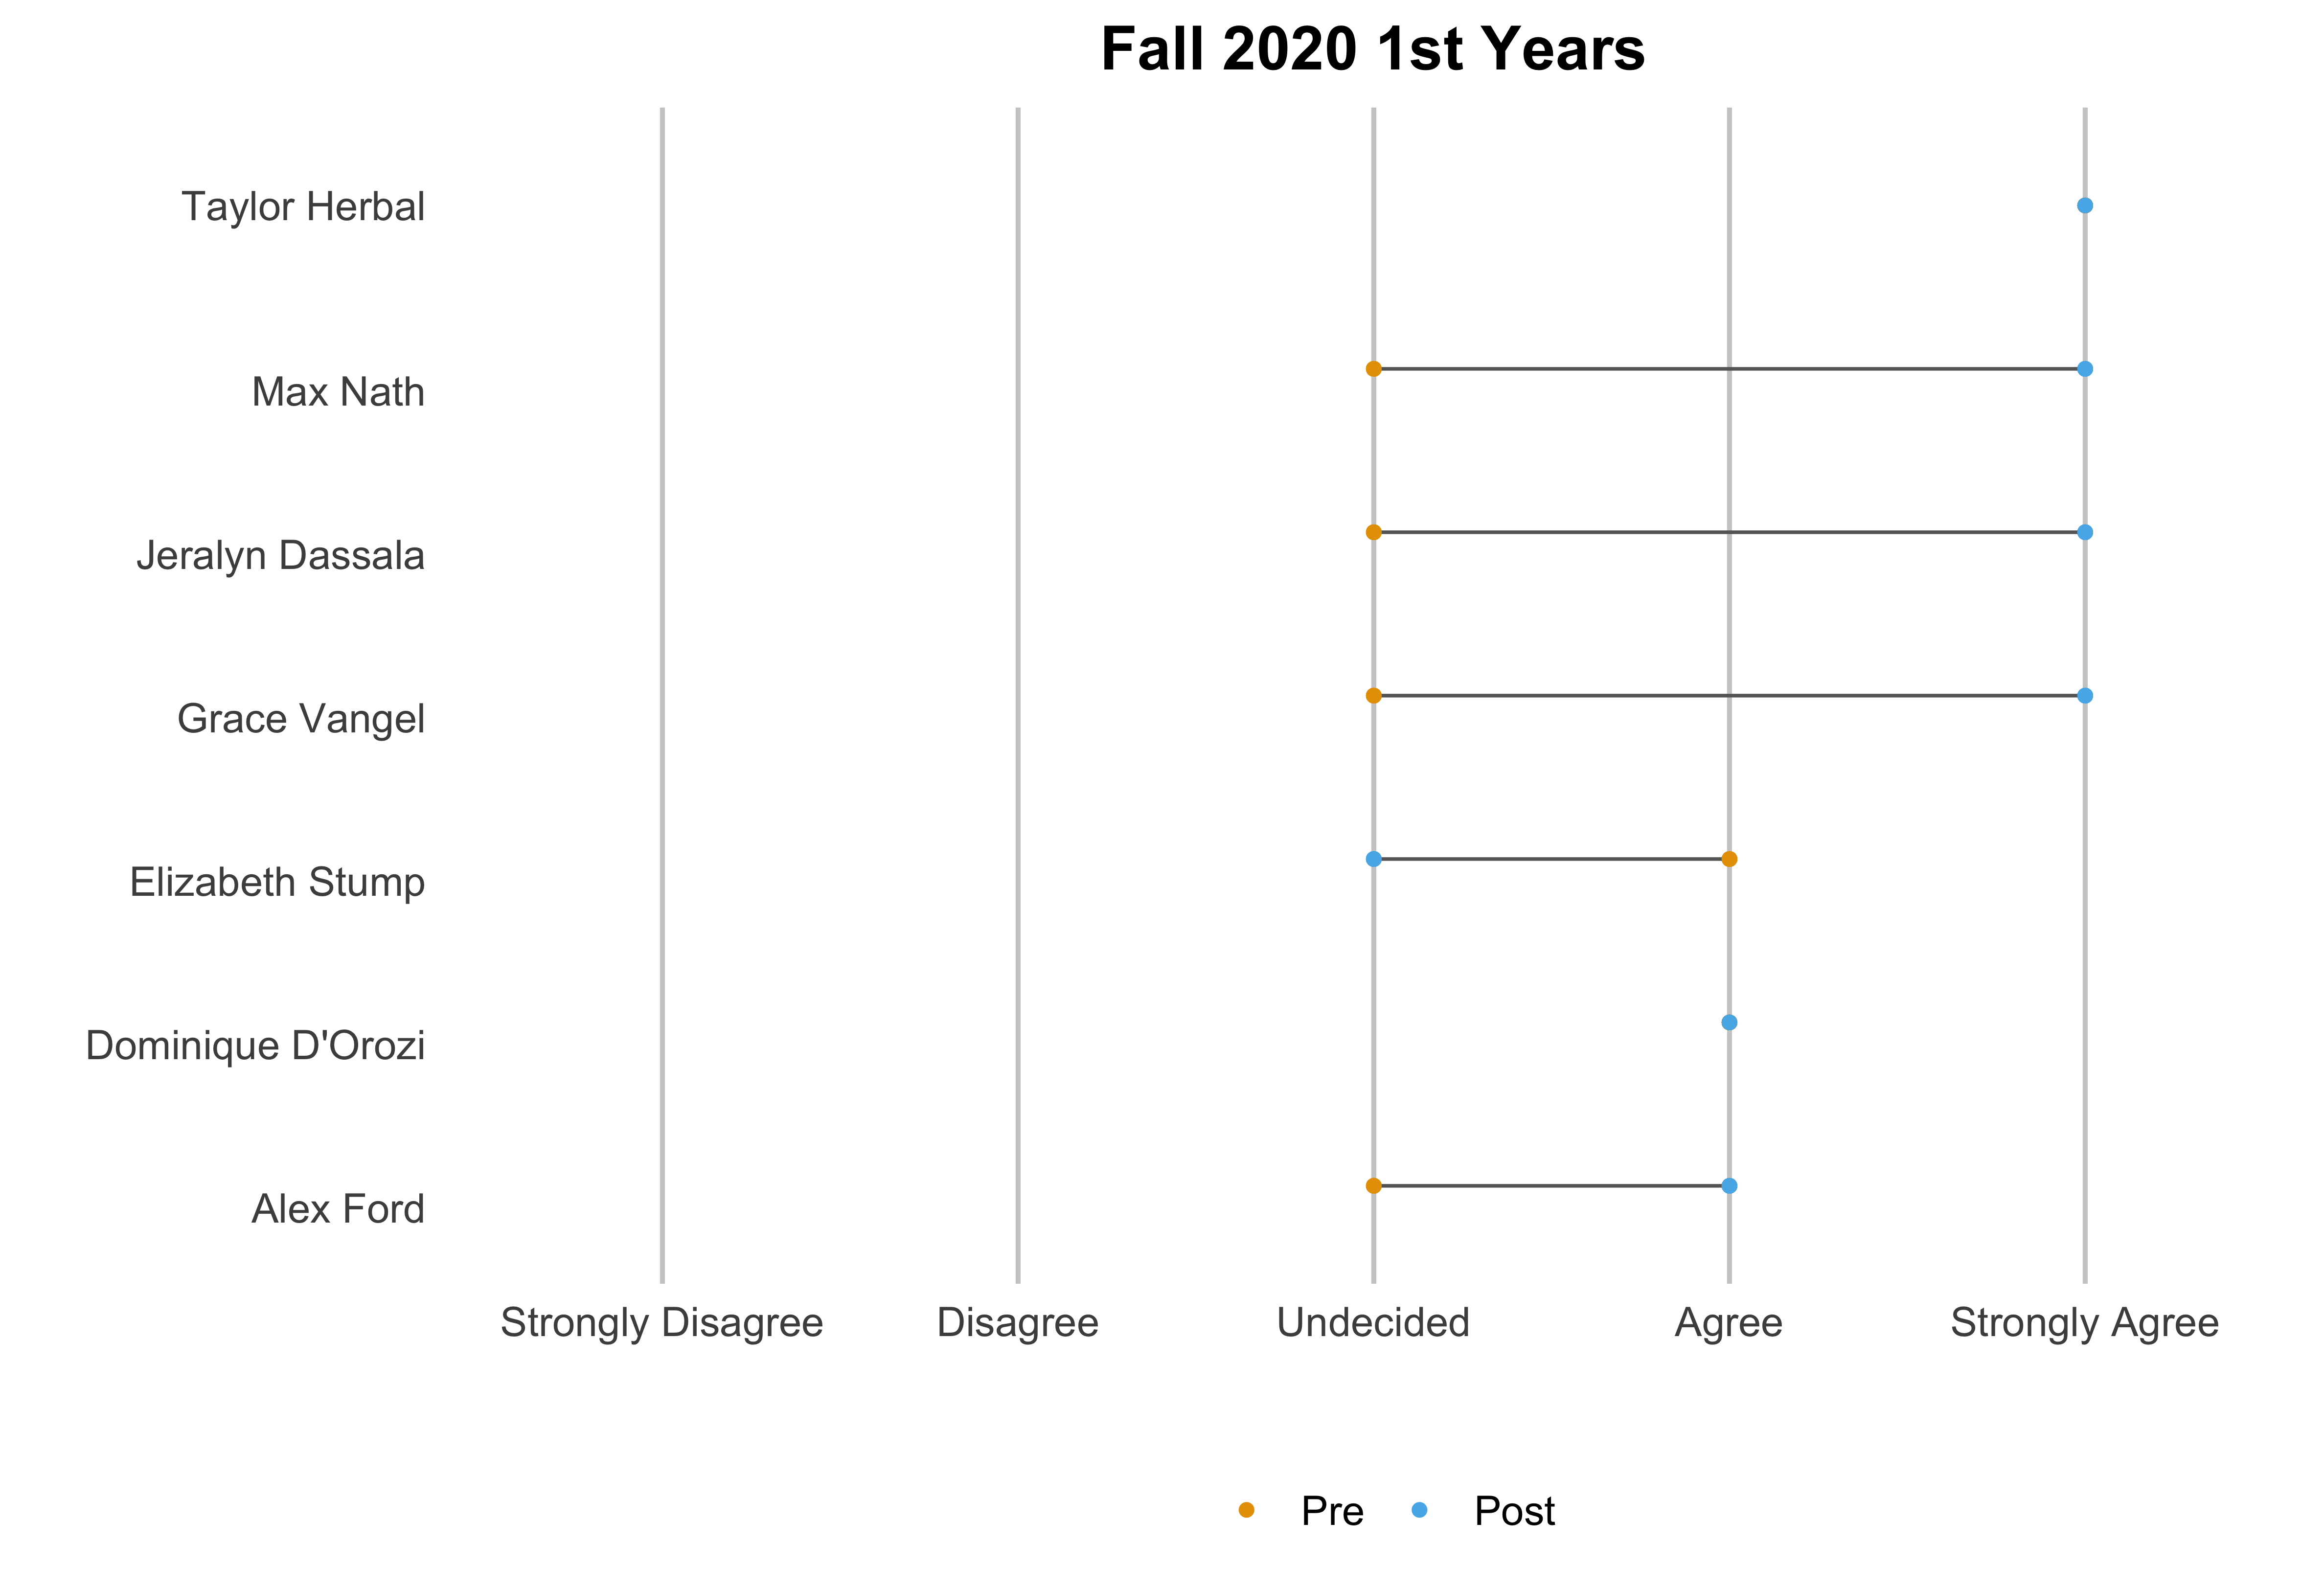 Fall 2020 1st Years
Taylor Herbal
Max Nath
Jeralyn Dassala
Grace Vangel
Elizabeth Stump
Dominique D'Orozi
Alex Ford
Strongly Disagree Disagree Undecided Agree Strongly Agree
Pre Post